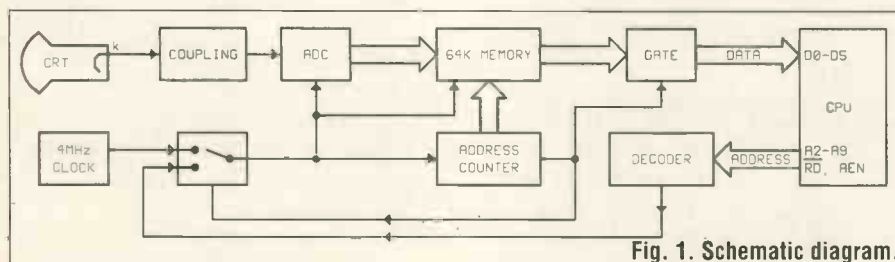 CRT
k
COUPLING
ADC
64K MEMORY
GATE
DATA
D0-D5
CPU
4MHz
CLOCK
ADDRESS
COUNTER
DECODER
ADDRESS
A2-A9
RD, AEN
Fig. 1. Schematic diagram